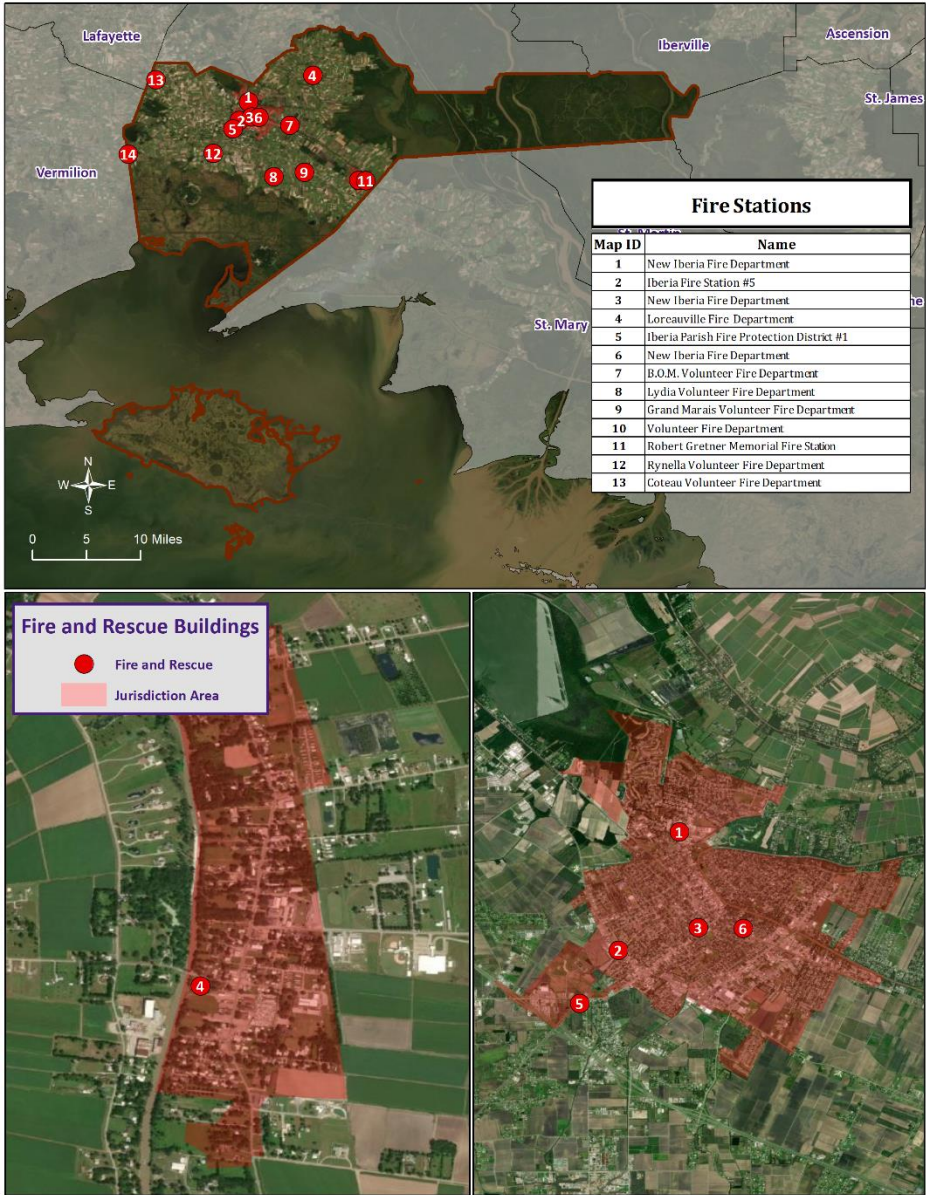 Lafayette
Iberville
Ascension
St. James
Vermilion
St. Mary
13
4
1
2
3
6
5
7
14
12
8
9
11
Fire Stations
St. Martin
ne
Map ID Name
1 New Iberia Fire Department
2 Iberia Fire Station #5
3 New Iberia Fire Department
4 Loreauville Fire Department
5 Iberia Parish Fire Protection District #1
6 New Iberia Fire Department
7 B.O.M. Volunteer Fire Department
8 Lydia Volunteer Fire Department
9 Grand Marais Volunteer Fire Department
10 Volunteer Fire Department
11 Robert Gretner Memorial Fire Station
12 Rynella Volunteer Fire Department
13 Coteau Volunteer Fire Department
N
W E
S
0 5 10 Miles
Fire and Rescue Buildings
Fire and Rescue
Jurisdiction Area
4
1
3
6
2
5